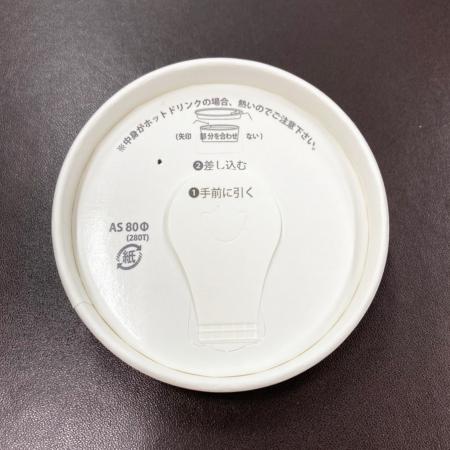 ※中身がホットドリンクの場合、熱いのでご注意下さい。
(矢印 部分を合わせ ない)
❷差し込む
❶手前に引く
AS 80Φ
(280T)
紙